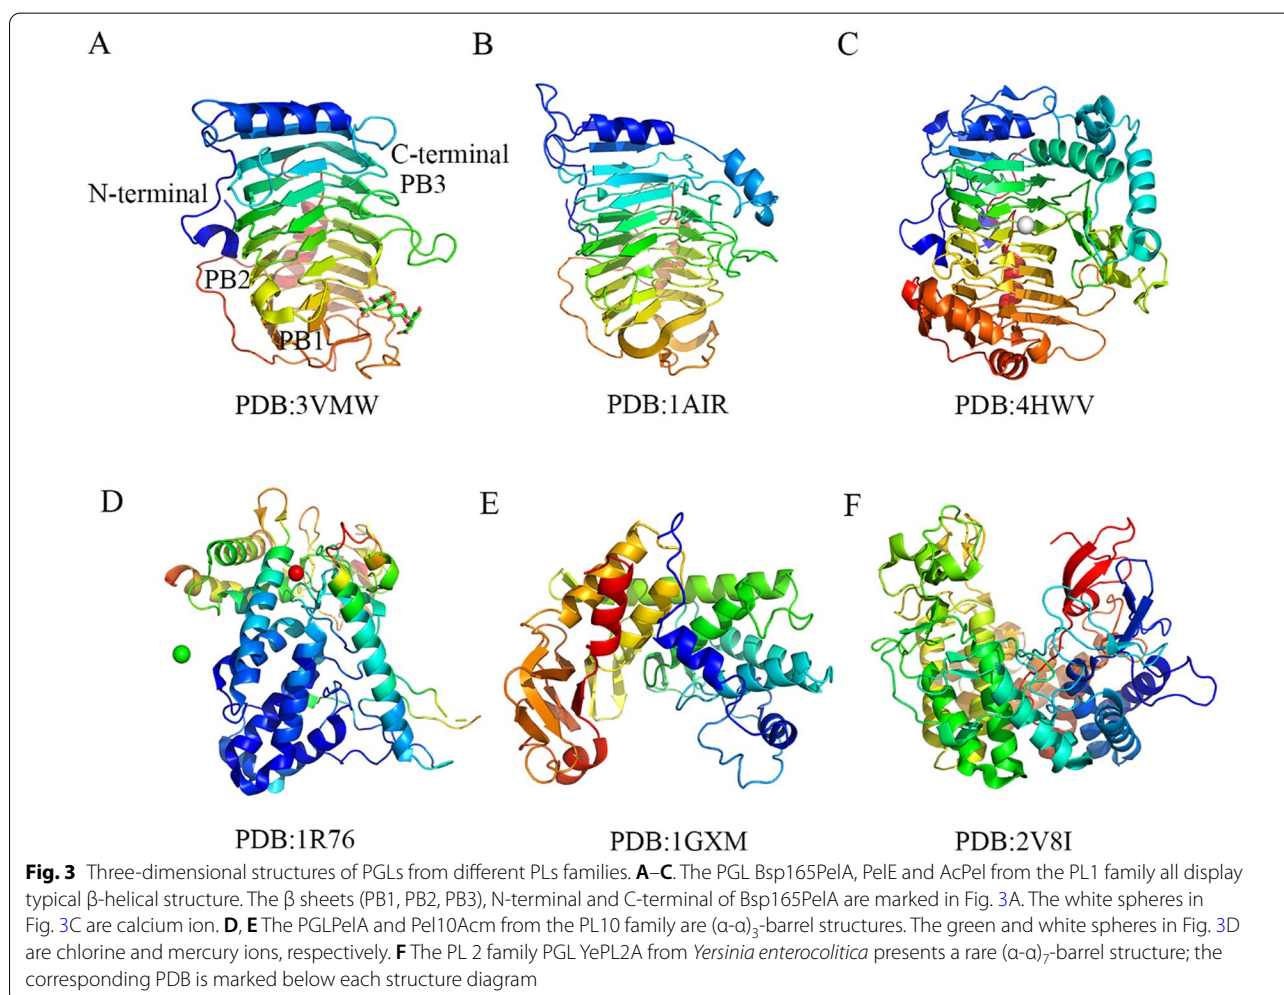 A
B
C
C-terminal
PB3
N-terminal
PB2
PB1
PDB:3VMW
PDB:1AIR
PDB:4HWV
D
E
F
PDB:1R76
PDB:1GXM
PDB:2V8I
Fig. 3 Three-dimensional structures of PGLs from different PLs families. A–C. The PGL Bsp165PelA, PelE and AcPel from the PL1 family all display
typical β-helical structure. The β sheets (PB1, PB2, PB3), N-terminal and C-terminal of Bsp165PelA are marked in Fig. 3A. The white spheres in
Fig. 3C are calcium ion. D, E The PGLPelA and Pel10Acm from the PL10 family are (α-α)₃-barrel structures. The green and white spheres in Fig. 3D
are chlorine and mercury ions, respectively. F The PL 2 family PGL YePL2A from Yersinia enterocolitica presents a rare (α-α)₇-barrel structure; the
corresponding PDB is marked below each structure diagram